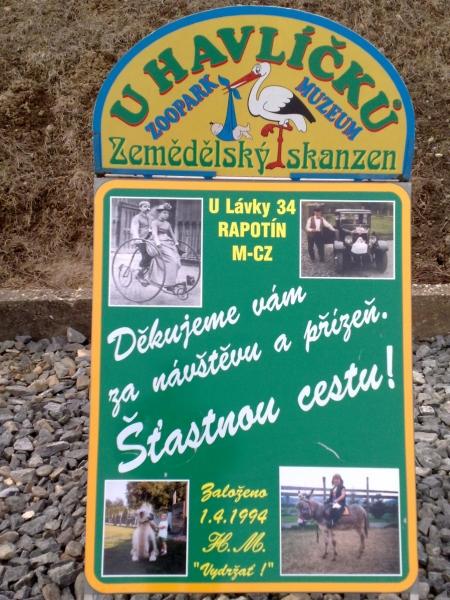 U HAVLÍČKŮ
ZOOPARK MUZEUM
Zemědělský skanzen
U Lávky 34
RAPOTÍN
M-CZ
Děkujeme vám
za návštěvu a přízeň.
Šťastnou cestu!
Založeno
1.4.1994
H.M.
"Vydržať!"